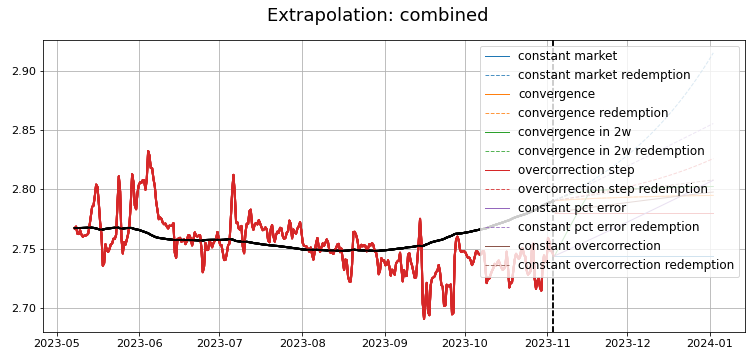 Extrapolation: combined
2.90
2.85
2.80
2.75
2.70
constant market
constant market redemption
convergence
convergence redemption
convergence in 2w
convergence in 2w redemption
overcorrection step
overcorrection step redemption
constant pct error
constant pct error redemption
constant overcorrection
constant overcorrection redemption
2023-05 2023-06 2023-07 2023-08 2023-09 2023-10 2023-11 2023-12 2024-01